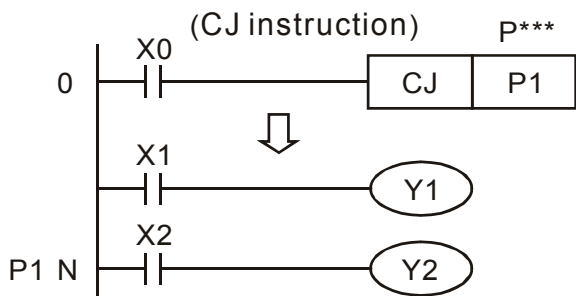 (CJ instruction) P***
X0
0 CJ P1
X1
Y1
X2
P1 N Y2